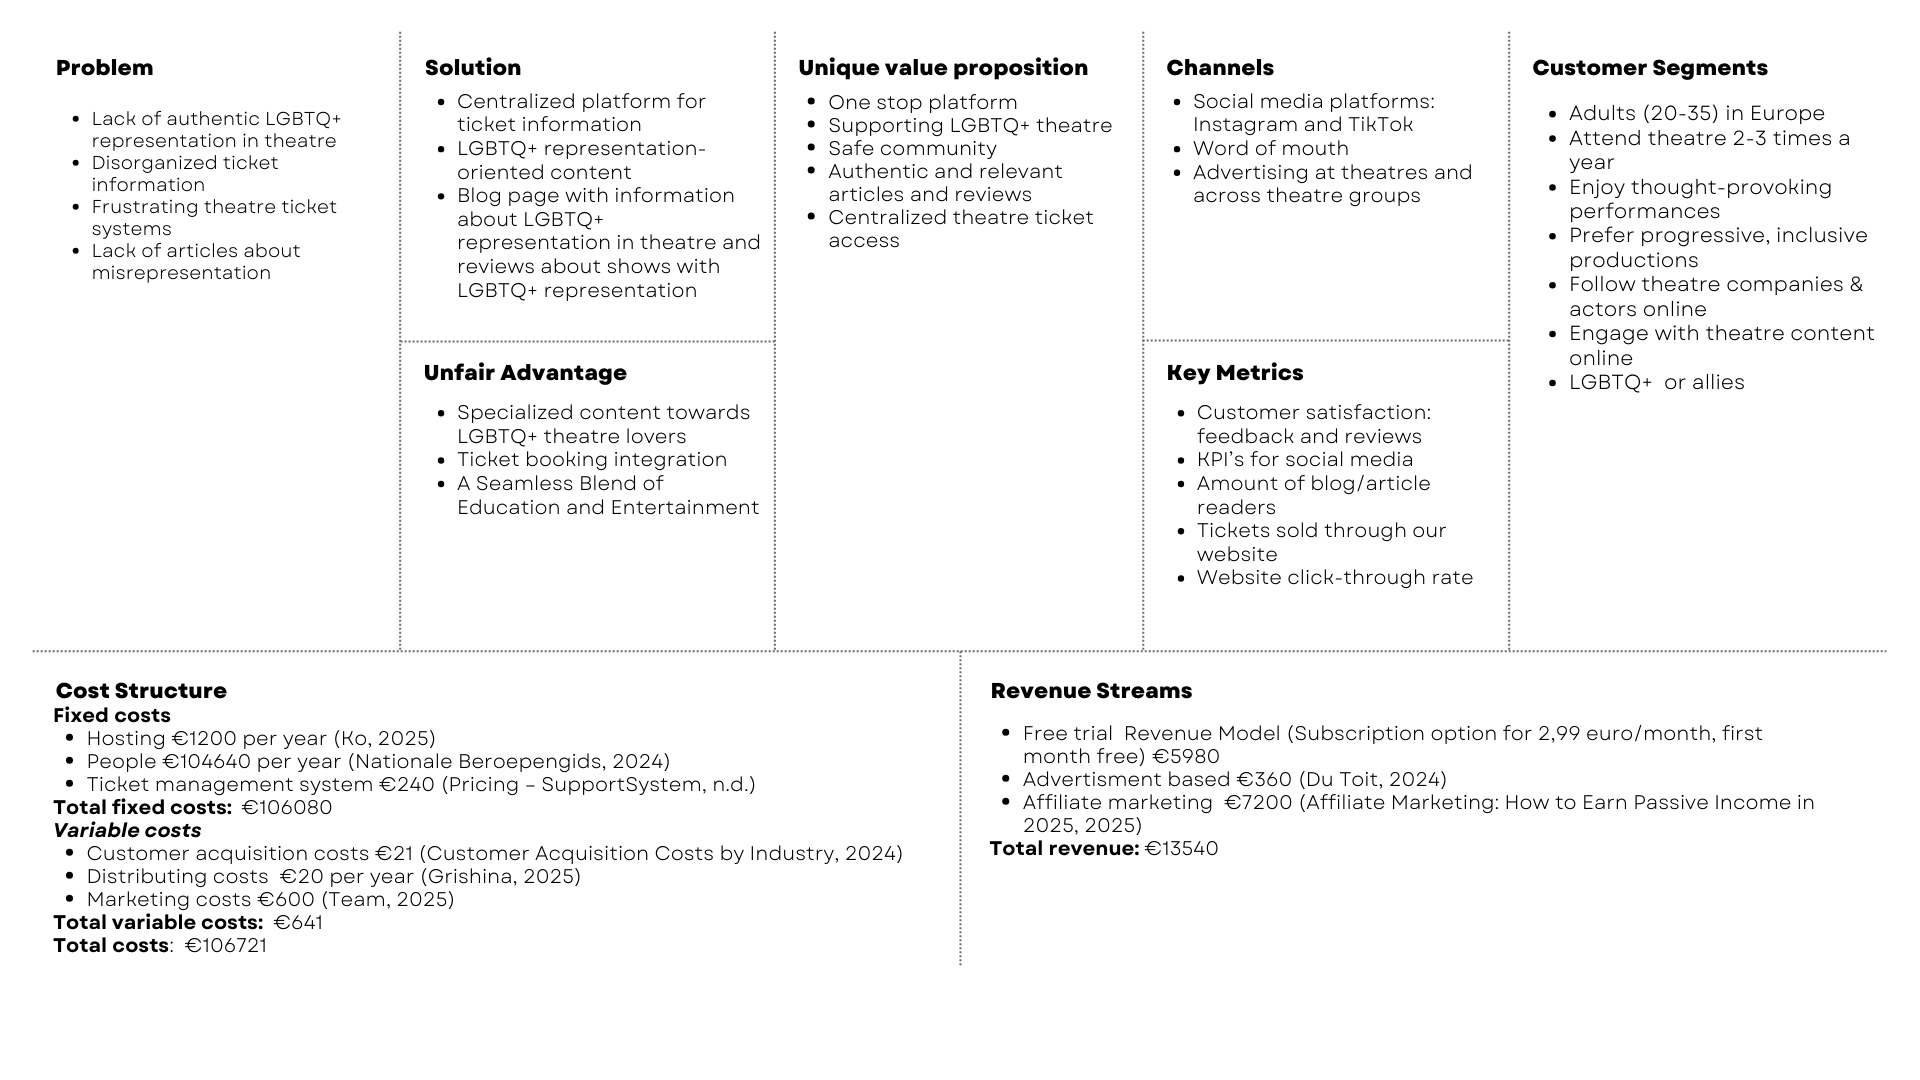 Problem
Lack of authentic LGBTQ+
representation in theatre
Disorganized ticket
information
Frustrating theatre ticket
systems
Lack of articles about
misrepresentation
Solution
Centralized platform for
ticket information
LGBTQ+ representation-
oriented content
Blog page with information
about LGBTQ+
representation in theatre and
reviews about shows with
LGBTQ+ representation
Unfair Advantage
Specialized content towards
LGBTQ+ theatre lovers
Ticket booking integration
A Seamless Blend of
Education and Entertainment
Unique value proposition
One stop platform
Supporting LGBTQ+ theatre
Safe community
Authentic and relevant
articles and reviews
Centralized theatre ticket
access
Channels
Social media platforms:
Instagram and TikTok
Word of mouth
Advertising at theatres and
across theatre groups
Key Metrics
Customer satisfaction:
feedback and reviews
KPI's for social media
Amount of blog/article
readers
Tickets sold through our
website
Website click-through rate
Customer Segments
Adults (20-35) in Europe
Attend theatre 2-3 times a
year
Enjoy thought-provoking
performances
Prefer progressive, inclusive
productions
Follow theatre companies &
actors online
Engage with theatre content
online
LGBTQ+ or allies
Cost Structure
Fixed costs
Hosting €1200 per year (Ko, 2025)
People €104640 per year (Nationale Beroepengids, 2024)
Ticket management system €240 (Pricing – SupportSystem, n.d.)
Total fixed costs: €106080
Variable costs
Customer acquisition costs €21 (Customer Acquisition Costs by Industry, 2024)
Distributing costs €20 per year (Grishina, 2025)
Marketing costs €600 (Team, 2025)
Total variable costs: €641
Total costs: €106721
Revenue Streams
Free trial Revenue Model (Subscription option for 2,99 euro/month, first
month free) €5980
Advertisment based €360 (Du Toit, 2024)
Affiliate marketing €7200 (Affiliate Marketing: How to Earn Passive Income in
2025, 2025)
Total revenue: €13540